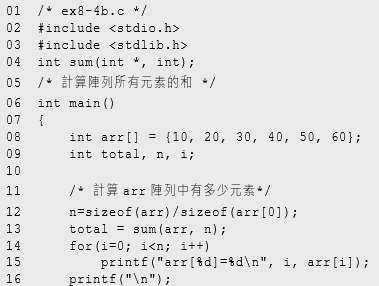 01 /* ex8-4b.c */
02 #include <stdio.h>
03 #include <stdlib.h>
04 int sum(int *, int);
05 /* 計算陣列所有元素的和 */
06 int main()
07 {
08     int arr[] = {10, 20, 30, 40, 50, 60};
09     int total, n, i;
10
11     /* 計算 arr 陣列中有多少元素*/
12     n=sizeof(arr)/sizeof(arr[0]);
13     total = sum(arr, n);
14     for(i=0; i<n; i++)
15         printf("arr[%d]=%d\n", i, arr[i]);
16     printf("\n");